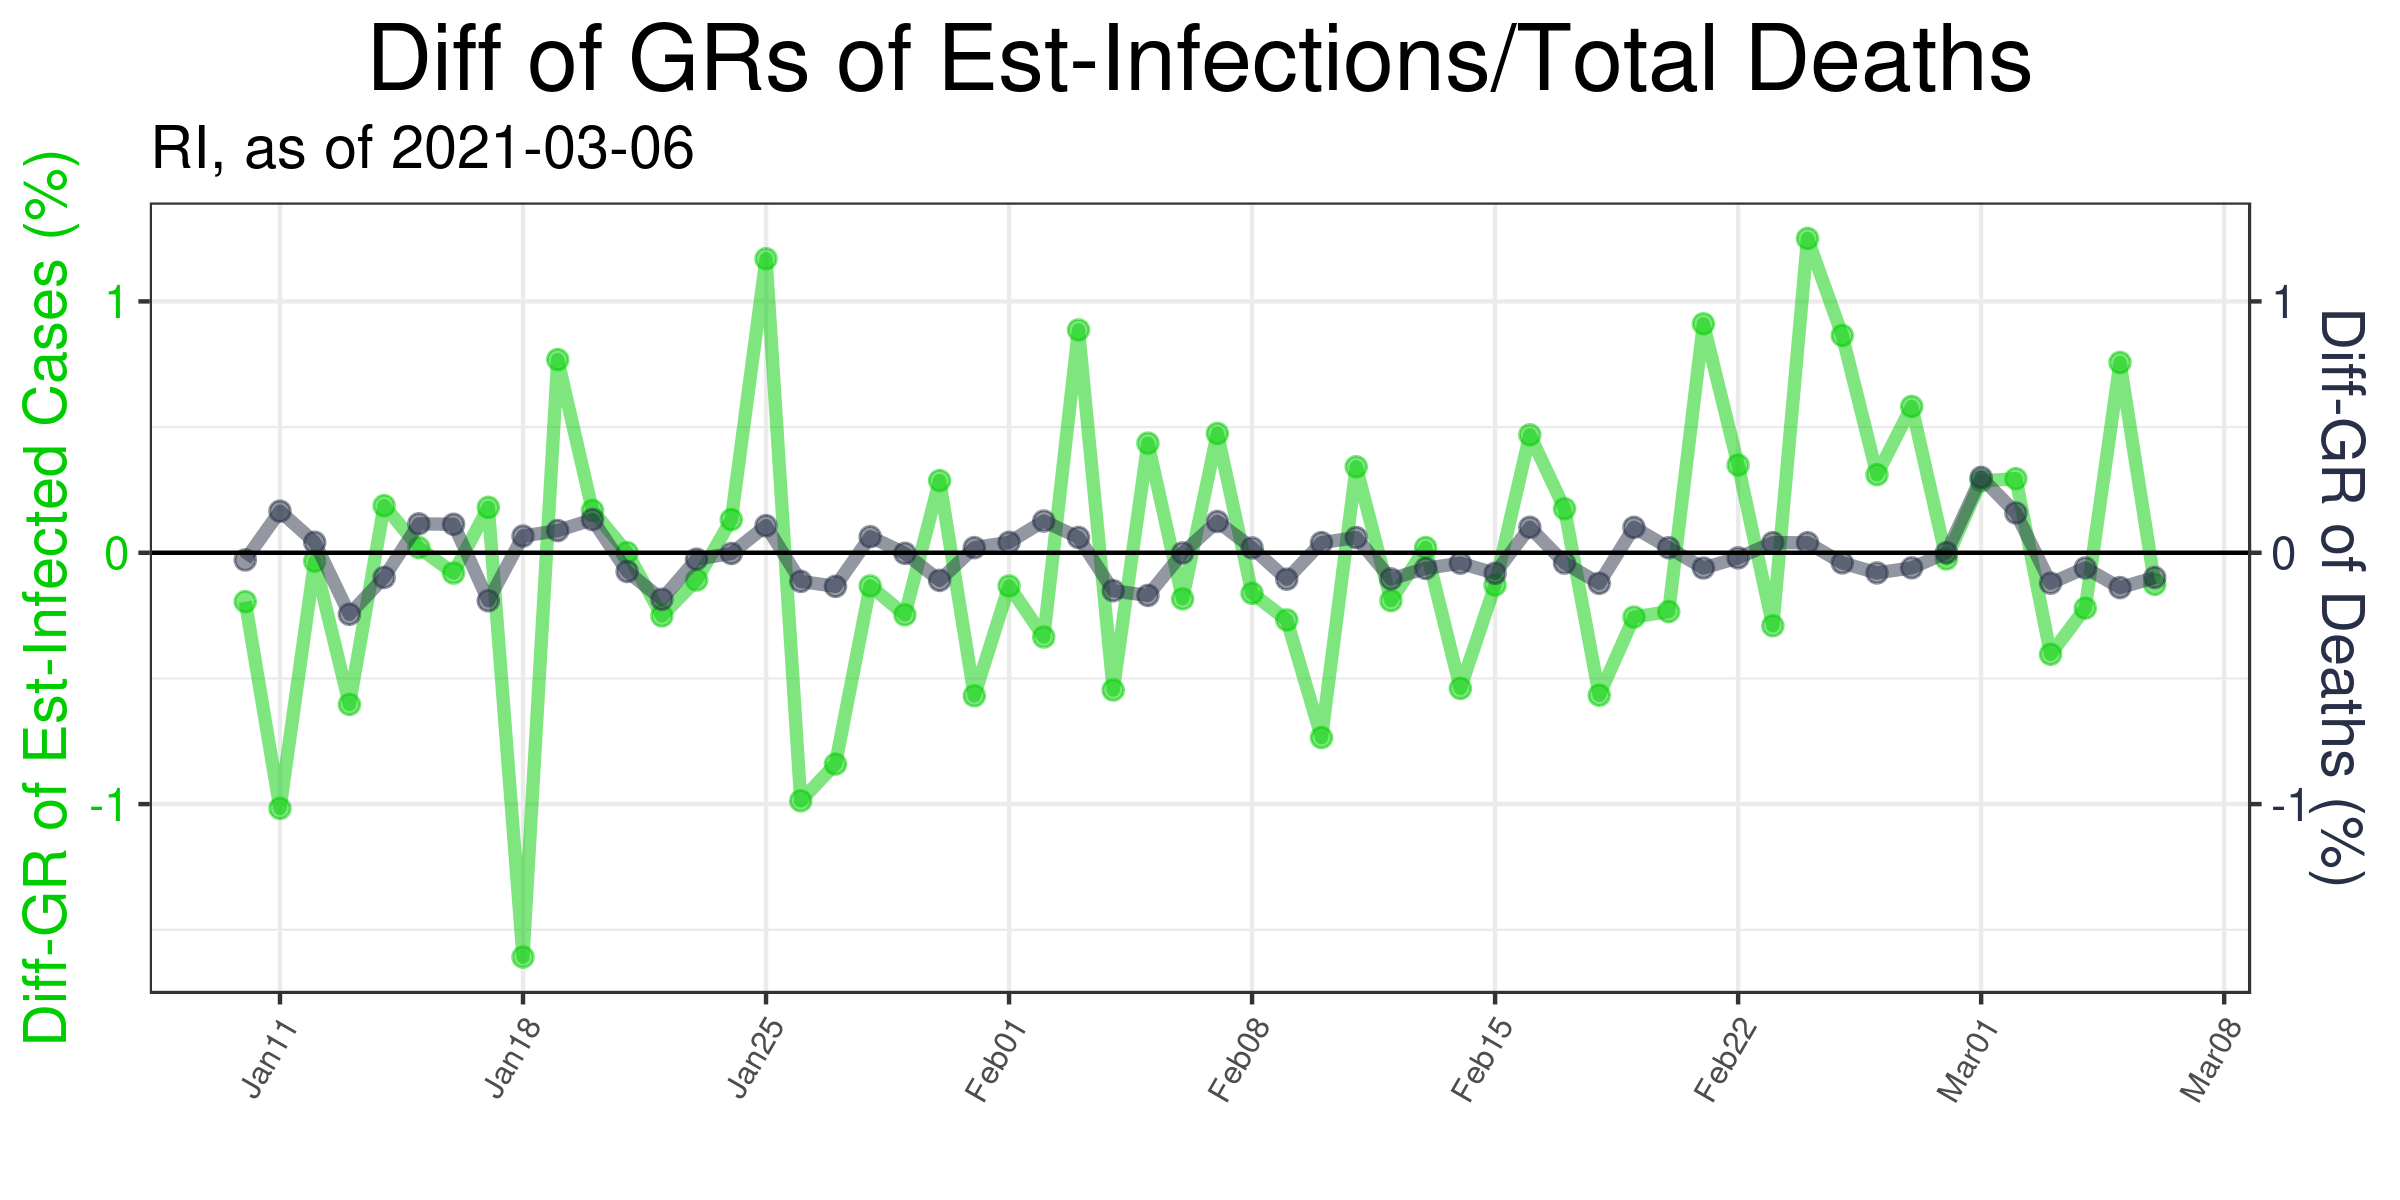 Diff of GRs of Est-Infections/Total Deaths
RI, as of 2021-03-06
Diff-GR of Est-Infected Cases (%)
1
0
-1
1
0
-1
Diff-GR of Deaths (%)
Jan11
Jan18
Jan25
Feb01
Feb08
Feb15
Feb22
Mar01
Mar08